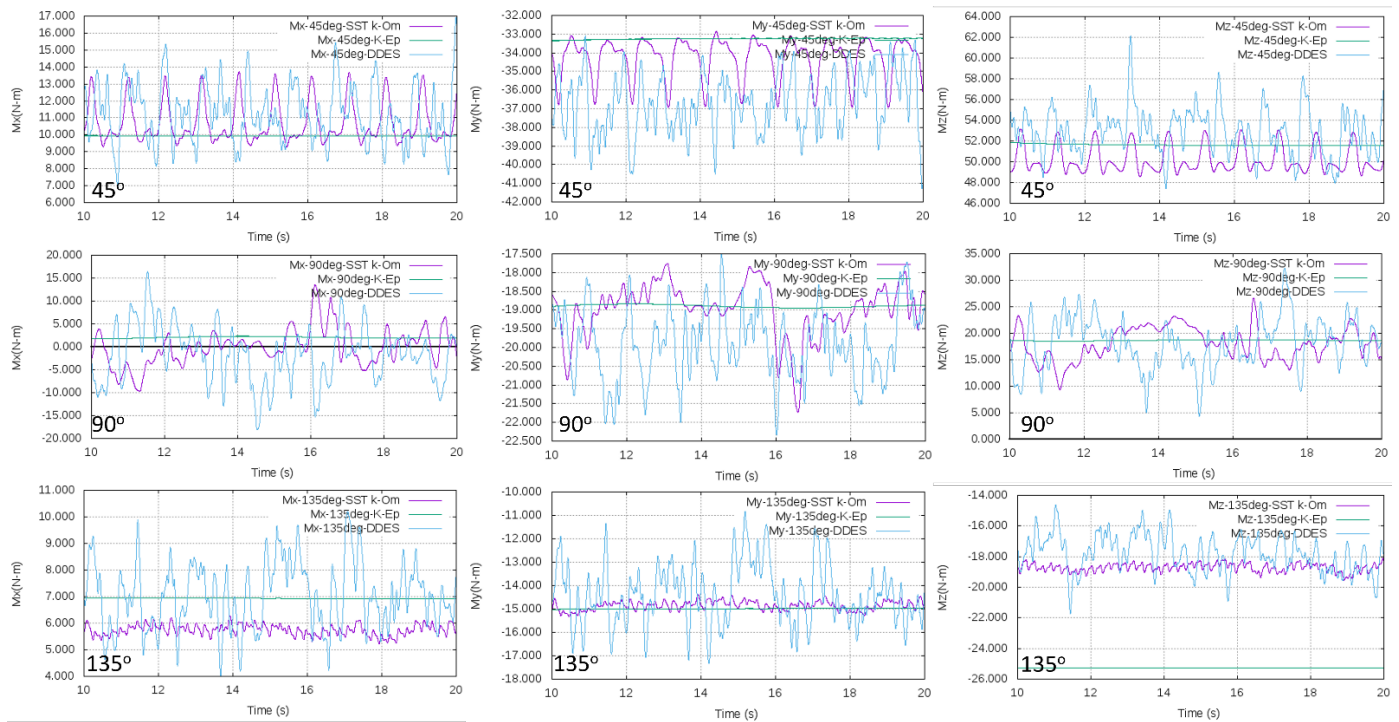 Mx-45deg-SST k-Om
Mx-45deg-K-Ep
Mx-45deg-DDES
17.000
16.000
15.000
14.000
13.000
12.000
11.000
10.000
9.000
8.000
7.000
6.000
Mx(N-m)
45º
10 12 14 16 18 20
Time (s)
My-45deg-SST k-Om
My-45deg-K-Ep
My-45deg-DDES
-32.000
-33.000
-34.000
-35.000
-36.000
-37.000
-38.000
-39.000
-40.000
-41.000
-42.000
My(N-m)
45º
10 12 14 16 18 20
Time (s)
Mz-45deg-SST k-Om
Mz-45deg-K-Ep
Mz-45deg-DDES
64.000
62.000
60.000
58.000
56.000
54.000
52.000
50.000
48.000
46.000
Mz(N-m)
45º
10 12 14 16 18 20
Time (s)
Mx-90deg-SST k-Om
Mx-90deg-K-Ep
Mx-90deg-DDES
20.000
15.000
10.000
5.000
0.000
-5.000
-10.000
-15.000
-20.000
Mx(N-m)
90º
10 12 14 16 18 20
Time (s)
My-90deg-SST k-Om
My-90deg-K-Ep
My-90deg-DDES
-17.500
-18.000
-18.500
-19.000
-19.500
-20.000
-20.500
-21.000
-21.500
-22.000
-22.500
My(N-m)
90º
10 12 14 16 18 20
Time (s)
Mz-90deg-SST k-Om
Mz-90deg-K-Ep
Mz-90deg-DDES
35.000
30.000
25.000
20.000
15.000
10.000
5.000
0.000
Mz(N-m)
90º
10 12 14 16 18 20
Time (s)
Mx-135deg-SST k-Om
Mx-135deg-K-Ep
Mx-135deg-DDES
11.000
10.000
9.000
8.000
7.000
6.000
5.000
4.000
Mx(N-m)
135º
10 12 14 16 18 20
Time (s)
My-135deg-SST k-Om
My-135deg-K-Ep
My-135deg-DDES
-10.000
-11.000
-12.000
-13.000
-14.000
-15.000
-16.000
-17.000
-18.000
My(N-m)
135º
10 12 14 16 18 20
Time (s)
Mz-135deg-SST k-Om
Mz-135deg-K-Ep
Mz-135deg-DDES
-14.000
-16.000
-18.000
-20.000
-22.000
-24.000
-26.000
Mz(N-m)
135º
10 12 14 16 18 20
Time (s)